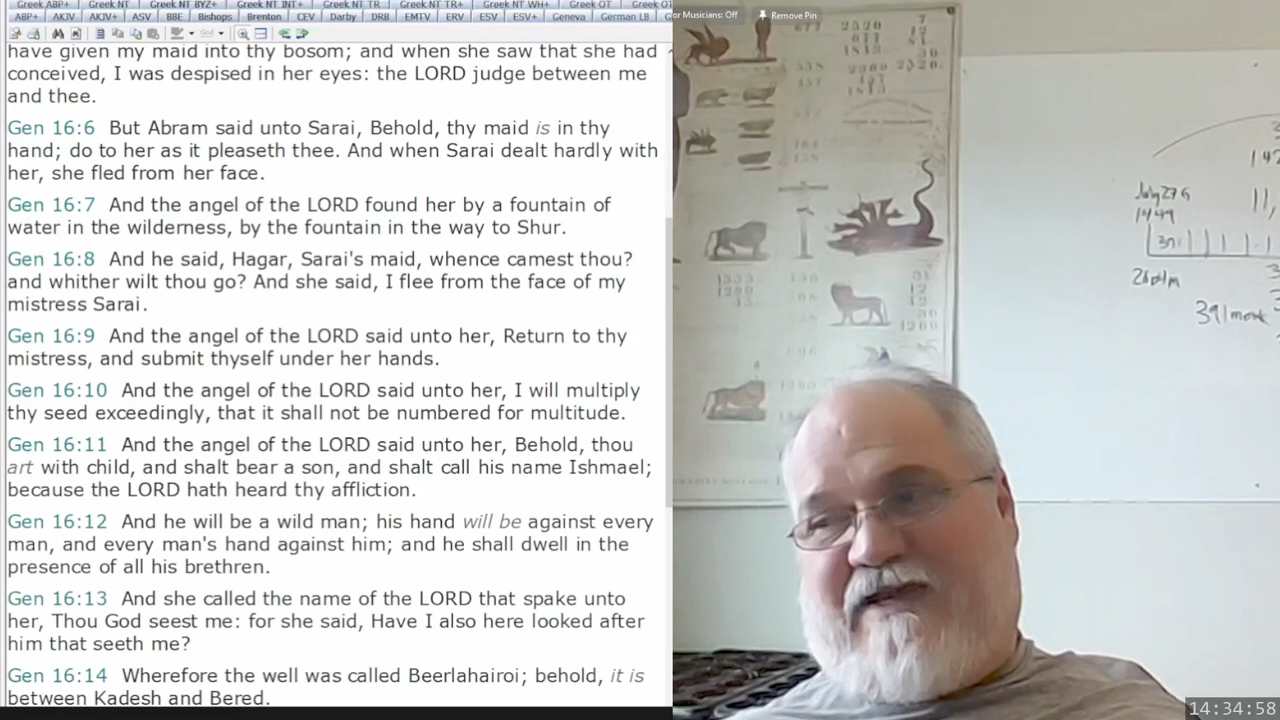 Greek ABP+ Greek NT Greek NT BYZ+ Greek NT INT+ Greek NT TR Greek NT TR+ Greek NT WH+ Greek OT
ABP+ AKJV AKJV+ ASV BBE Bishops Brenton CEV Darby DRB EMTV ERV ESV ESV+ Geneva German LB
or Musicians: Off Remove Pin
have given my maid into thy bosom; and when she saw that she had
conceived, I was despised in her eyes: the LORD judge between me
and thee.
Gen 16:6 But Abram said unto Sarai, Behold, thy maid is in thy
hand; do to her as it pleaseth thee. And when Sarai dealt hardly with
her, she fled from her face.
Gen 16:7 And the angel of the LORD found her by a fountain of
water in the wilderness, by the fountain in the way to Shur.
Gen 16:8 And he said, Hagar, Sarai's maid, whence camest thou?
and whither wilt thou go? And she said, I flee from the face of my
mistress Sarai.
Gen 16:9 And the angel of the LORD said unto her, Return to thy
mistress, and submit thyself under her hands.
Gen 16:10 And the angel of the LORD said unto her, I will multiply
thy seed exceedingly, that it shall not be numbered for multitude.
Gen 16:11 And the angel of the LORD said unto her, Behold, thou
art with child, and shalt bear a son, and shalt call his name Ishmael;
because the LORD hath heard thy affliction.
Gen 16:12 And he will be a wild man; his hand will be against every
man, and every man's hand against him; and he shall dwell in the
presence of all his brethren.
Gen 16:13 And she called the name of the LORD that spake unto
her, Thou God seest me: for she said, Have I also here looked after
him that seeth me?
Gen 16:14 Wherefore the well was called Beerlahairoi; behold, it is
between Kadesh and Bered.
677 2520
July 27
1449
11,
391
14:34:58